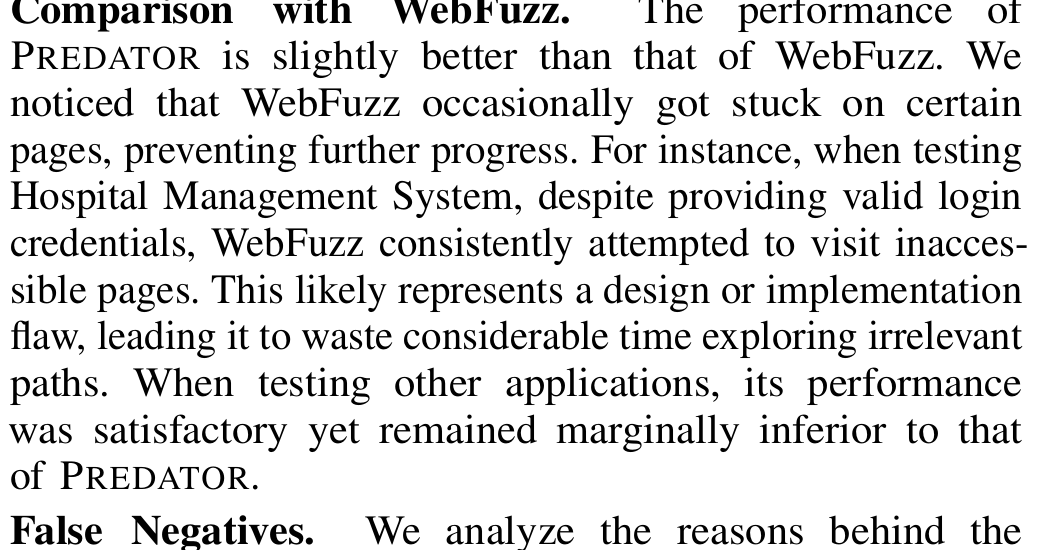 Comparison with WebFuzz. The performance of
PREDATOR is slightly better than that of WebFuzz. We
noticed that WebFuzz occasionally got stuck on certain
pages, preventing further progress. For instance, when testing
Hospital Management System, despite providing valid login
credentials, WebFuzz consistently attempted to visit inacces-
sible pages. This likely represents a design or implementation
flaw, leading it to waste considerable time exploring irrelevant
paths. When testing other applications, its performance
was satisfactory yet remained marginally inferior to that
of PREDATOR.
False Negatives. We analyze the reasons behind the